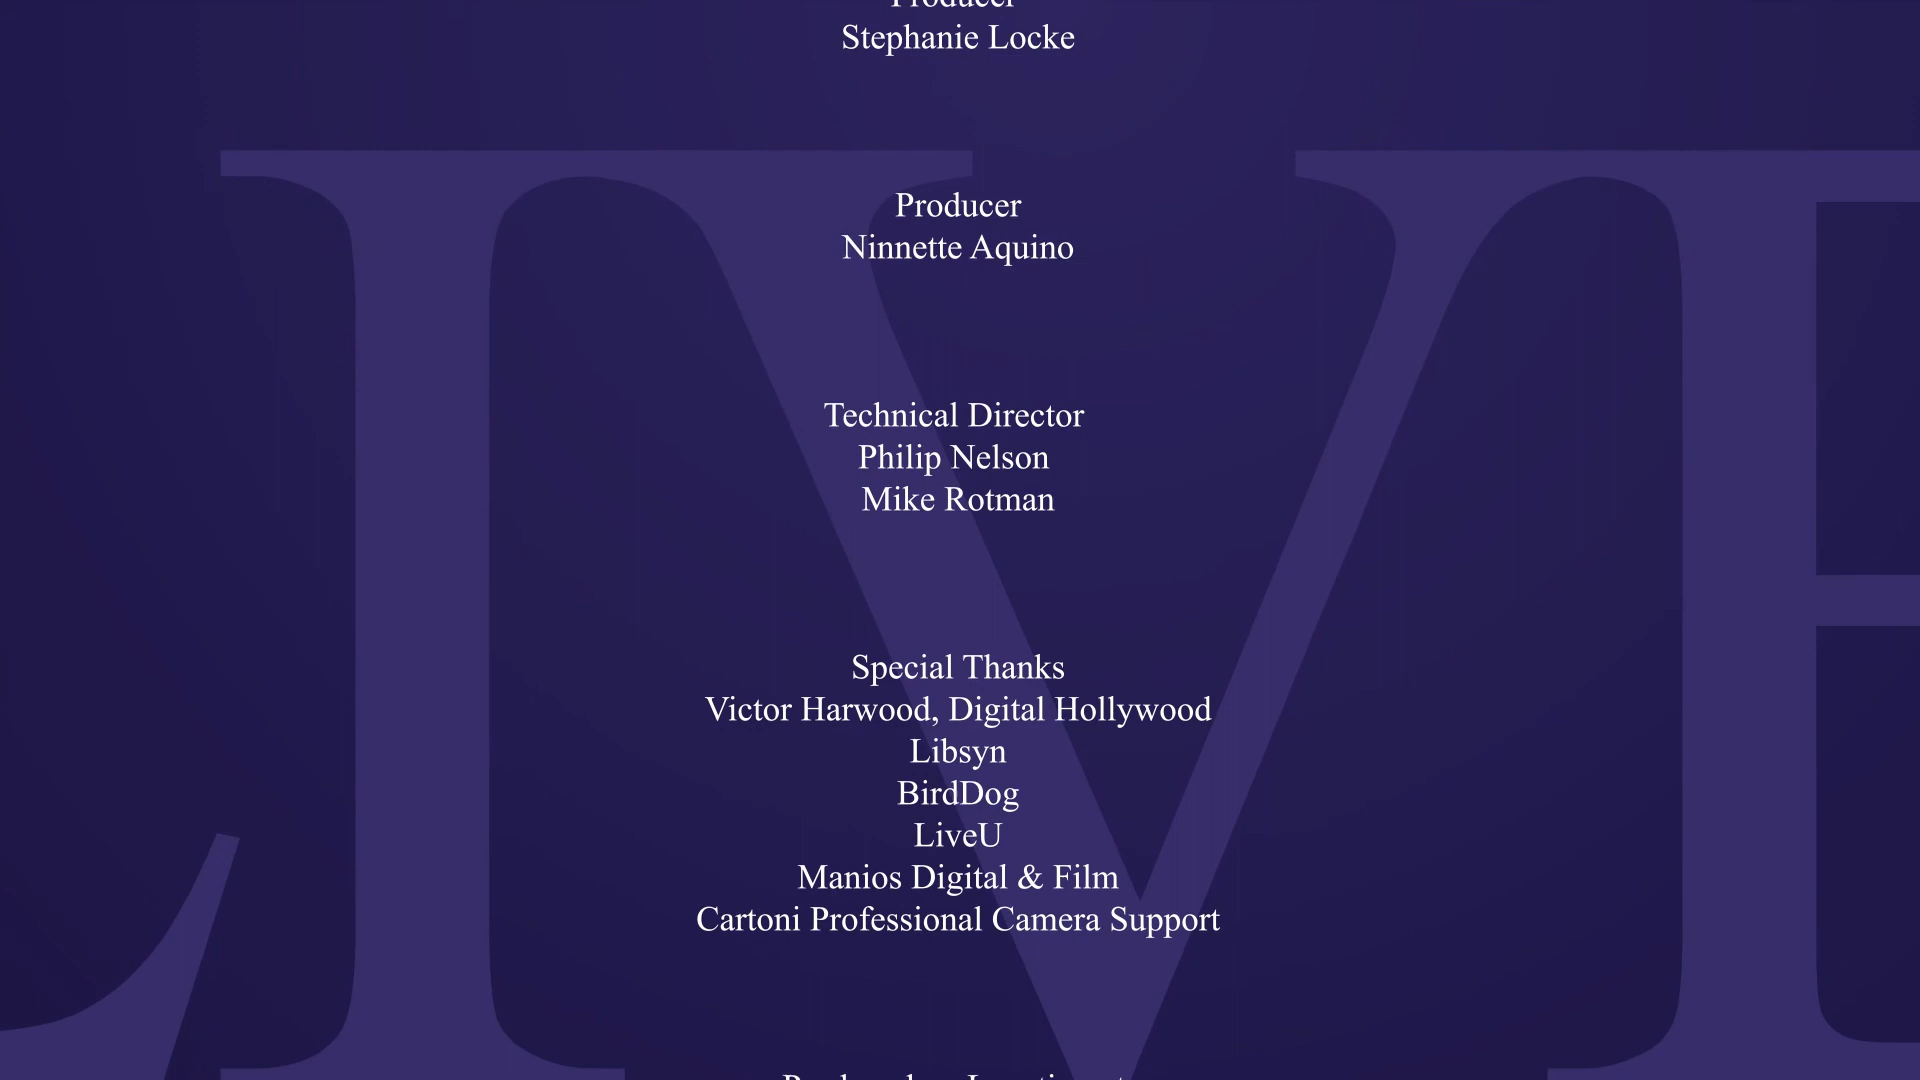 Producer
Stephanie Locke
Producer
Ninnette Aquino
Technical Director
Philip Nelson
Mike Rotman
Special Thanks
Victor Harwood, Digital Hollywood
Libsyn
BirdDog
LiveU
Manios Digital & Film
Cartoni Professional Camera Support